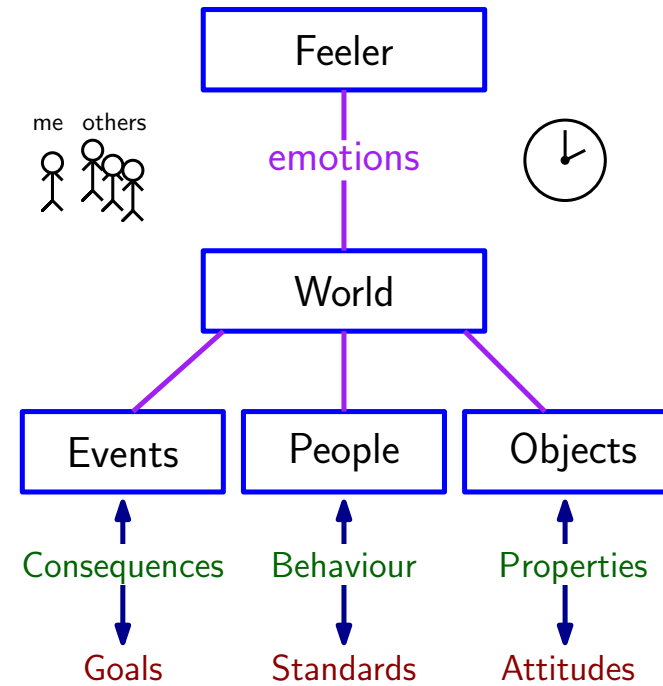 Feeler
me others
emotions
World
Events People Objects
Consequences Behaviour Properties
Goals Standards Attitudes